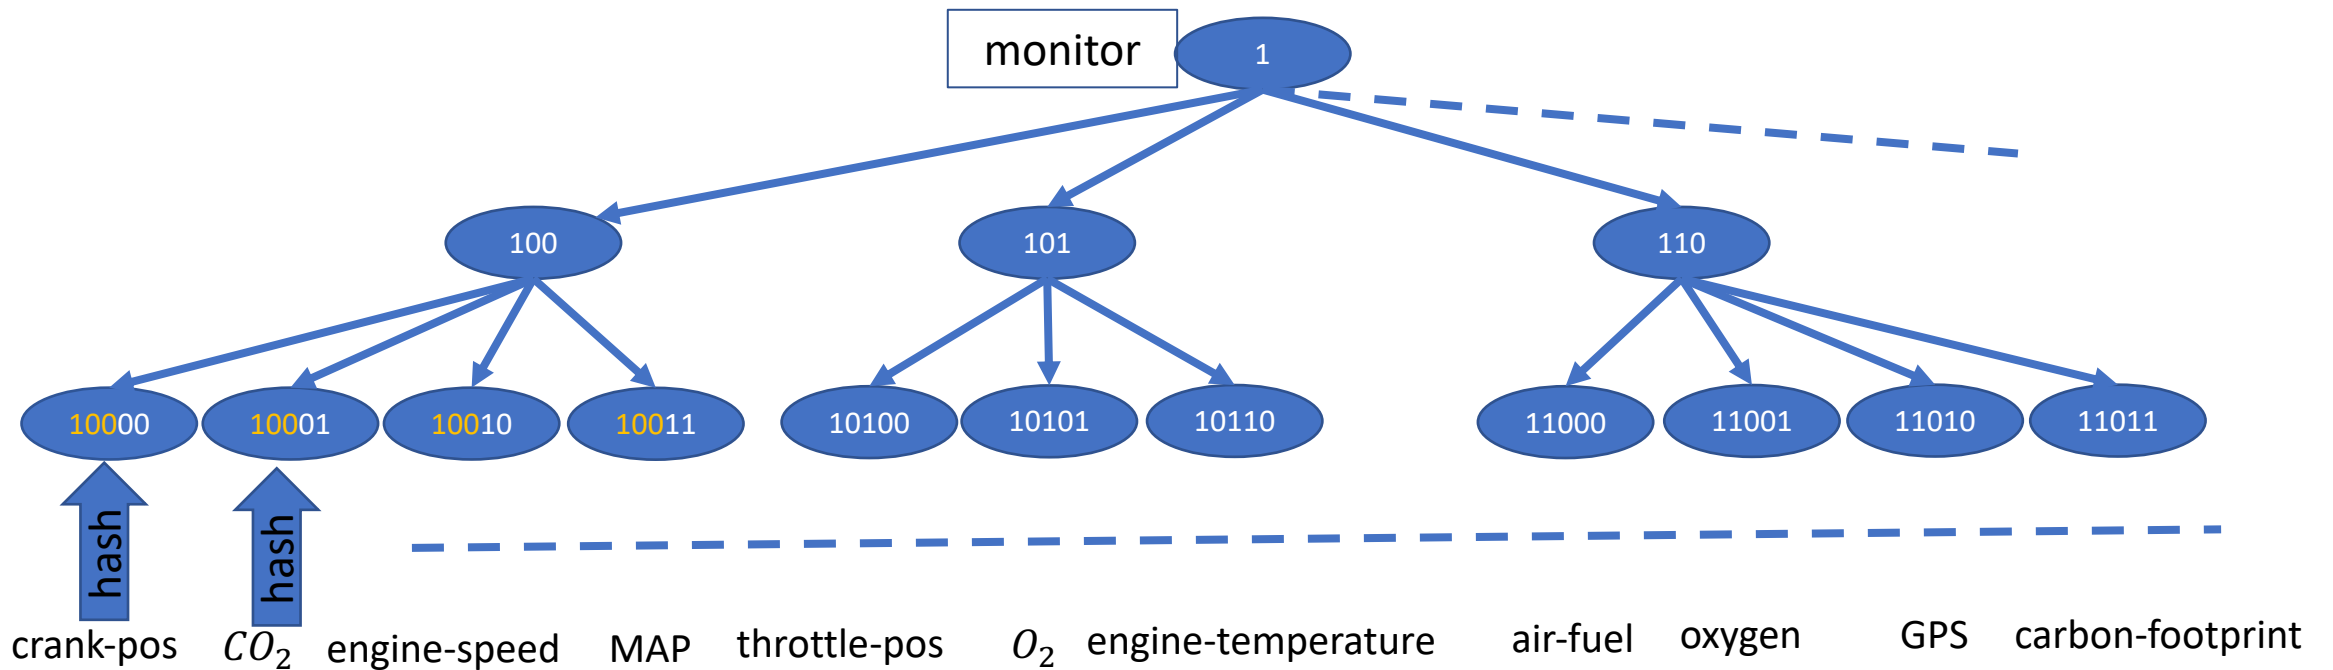 monitor
1
100
101
110
10000
10001
10010
10011
10100
10101
10110
11000
11001
11010
11011
hash
hash
crank-pos
CO₂
engine-speed
MAP
throttle-pos
O₂
engine-temperature
air-fuel
oxygen
GPS
carbon-footprint